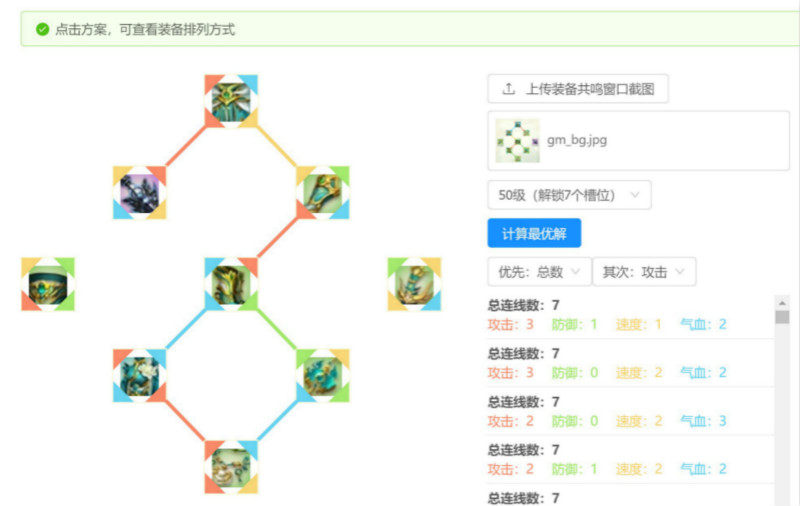 点击方案，可查看装备排列方式
上传装备共鸣窗口截图
gm_bg.jpg
50级（解锁7个槽位）
计算最优解
优先：总数 其次：攻击
总连线数：7
攻击：3 防御：1 速度：1 气血：2
总连线数：7
攻击：3 防御：0 速度：2 气血：2
总连线数：7
攻击：2 防御：0 速度：2 气血：3
总连线数：7
攻击：2 防御：1 速度：2 气血：2
总连线数：7